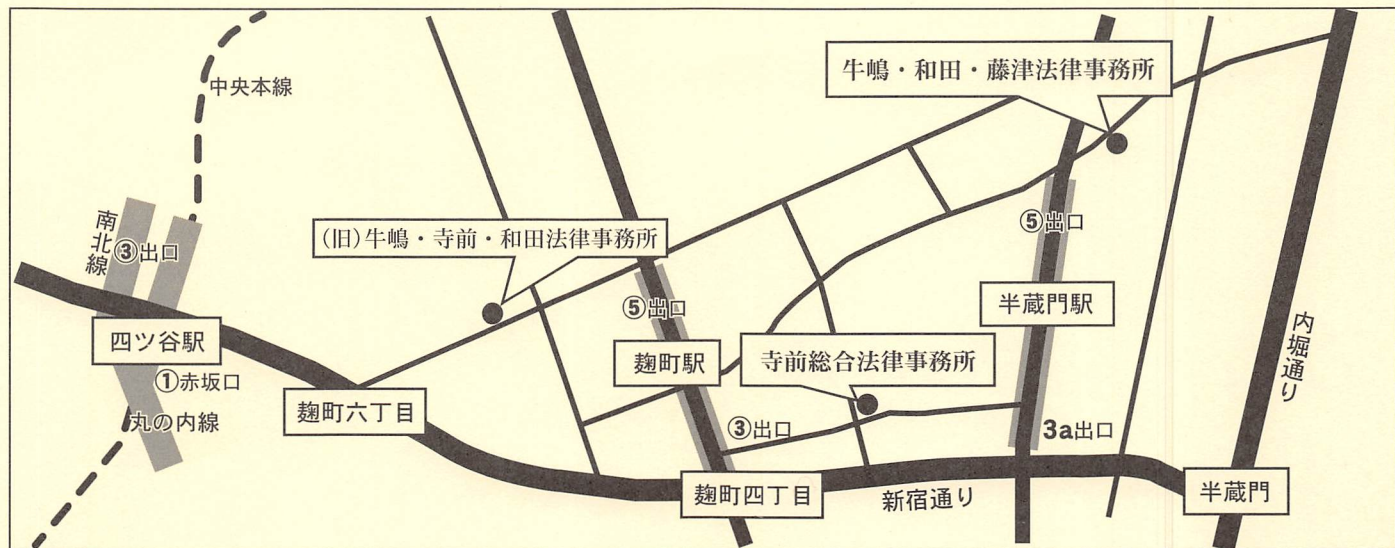 中央本線
牛嶋・和田・藤津法律事務所
南北線
③出口
(旧)牛嶋・寺前・和田法律事務所
⑤出口
⑤出口
半蔵門駅
内堀通り
四ツ谷駅
麹町駅
寺前総合法律事務所
①赤坂口
麹町六丁目
丸の内線
③出口
3a出口
麹町四丁目
新宿通り
半蔵門